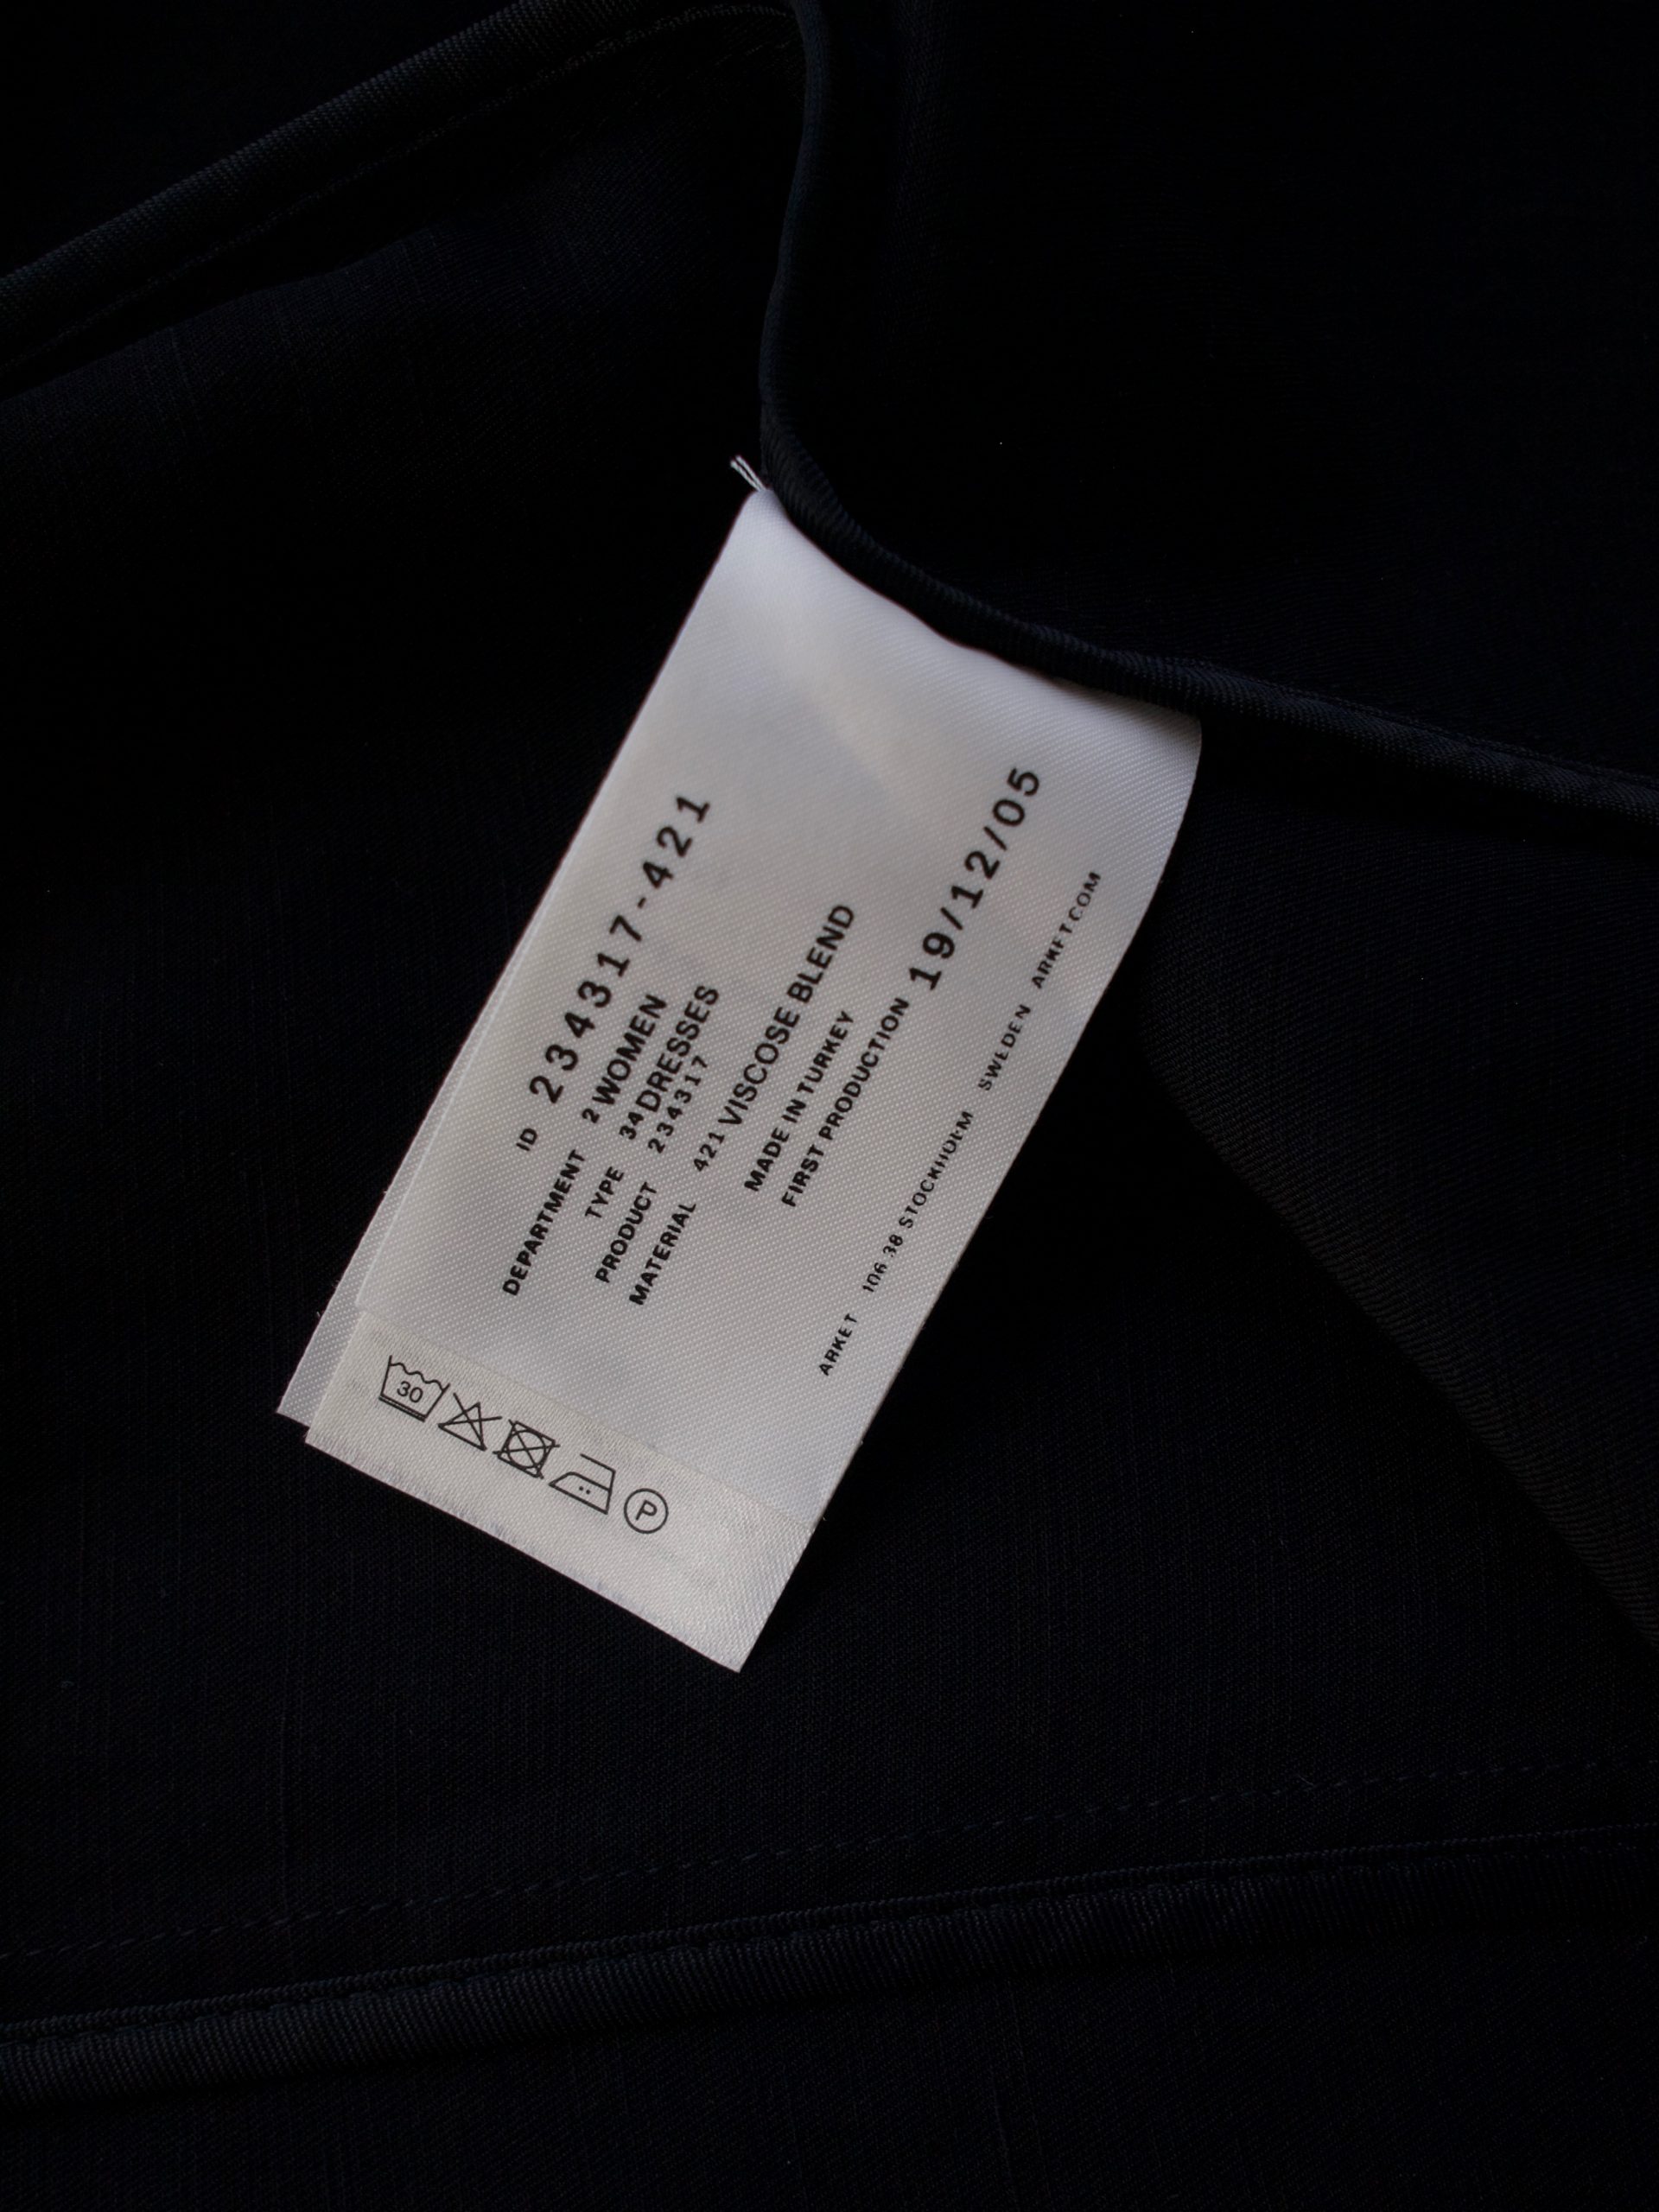 ID 234317-421
DEPARTMENT 2 WOMEN
TYPE 34 DRESSES
PRODUCT 234317
MATERIAL 421 VISCOSE BLEND
MADE IN TURKEY
FIRST PRODUCTION 19/12/05
ARKET 106 38 STOCKHOLM SWEDEN ARKET.COM
30
P